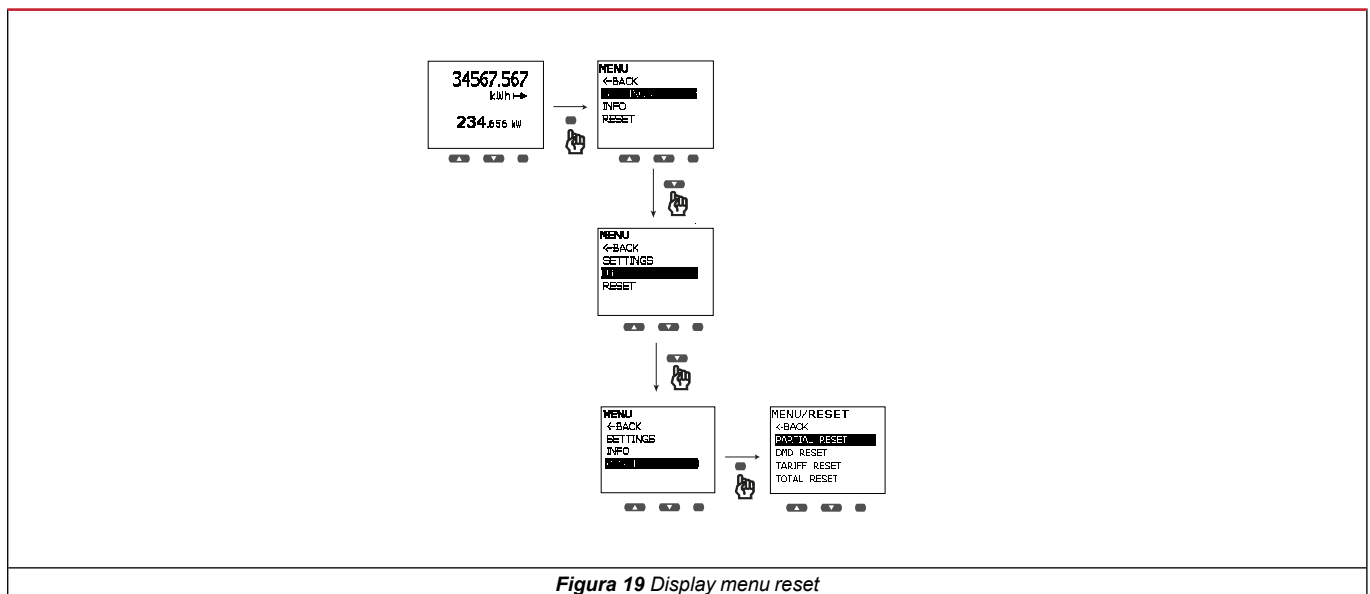 34567.567
kWh
234.656 kW
MENU
<-BACK
INFO
RESET
MENU
<-BACK
SETTINGS
RESET
MENU
<-BACK
SETTINGS
INFO
MENU/RESET
<-BACK
PARTIAL RESET
DMD RESET
TARIFF RESET
TOTAL RESET
Figura 19 Display menu reset